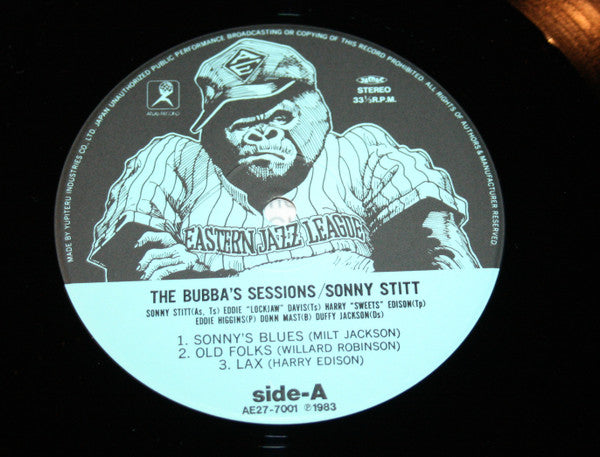 MADE BY YUPITERU INDUSTRIES CO., LTD. JAPAN UNAUTHORIZED PUBLIC PERFORMANCE BROADCASTING OR COPYING OF THIS RECORD PROHIBITED. ALL RIGHTS OF AUTHORS & MANUFACTURER RESERVED.
ATLAS RECORD
STEREO
33⅓R.P.M.
EASTERN JAZZ LEAGUE
THE BUBBA'S SESSIONS/SONNY STITT
SONNY STITT(As, Ts) EDDIE "LOCKJAW" DAVIS(Ts) HARRY "SWEETS" EDISON(Tp)
EDDIE HIGGINS(P) DONN MAST(B) DUFFY JACKSON(Ds)
1. SONNY'S BLUES (MILT JACKSON)
2. OLD FOLKS (WILLARD ROBINSON)
3. LAX (HARRY EDISON)
side-A
AE27-7001 Ⓟ1983